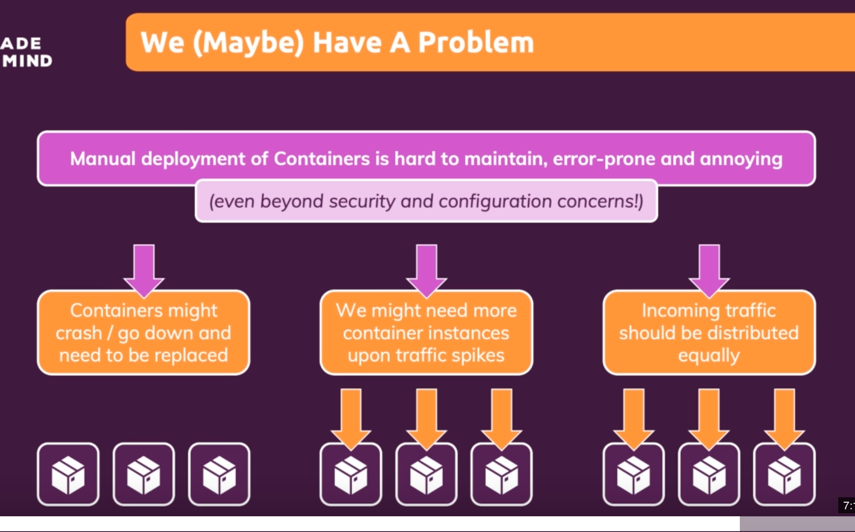 ADE
MIND
We (Maybe) Have A Problem
Manual deployment of Containers is hard to maintain, error-prone and annoying
(even beyond security and configuration concerns!)
Containers might
crash / go down and
need to be replaced
We might need more
container instances
upon traffic spikes
Incoming traffic
should be distributed
equally